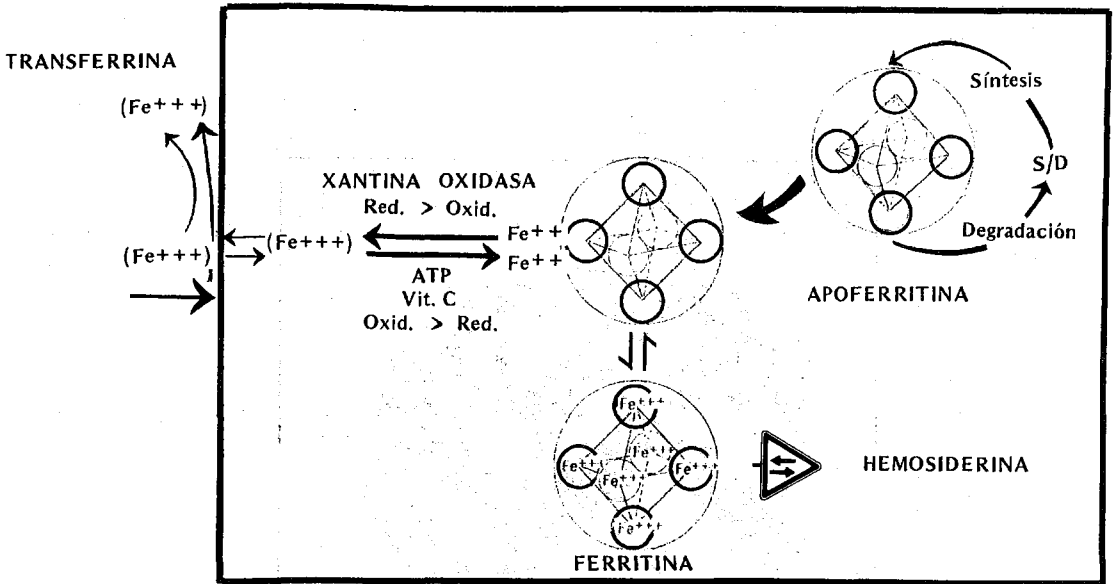 TRANSFERRINA
(Fe+++)
(Fe+++)
(Fe+++)
XANTINA OXIDASA
Red. > Oxid.
Fe++
Fe++
ATP
Vit. C
Oxid. > Red.
Síntesis
S/D
Degradación
APOFERRITINA
Fe+++
Fe+++
Fe+++
Fe+++
Fe+++
Fe+++
HEMOSIDERINA
FERRITINA